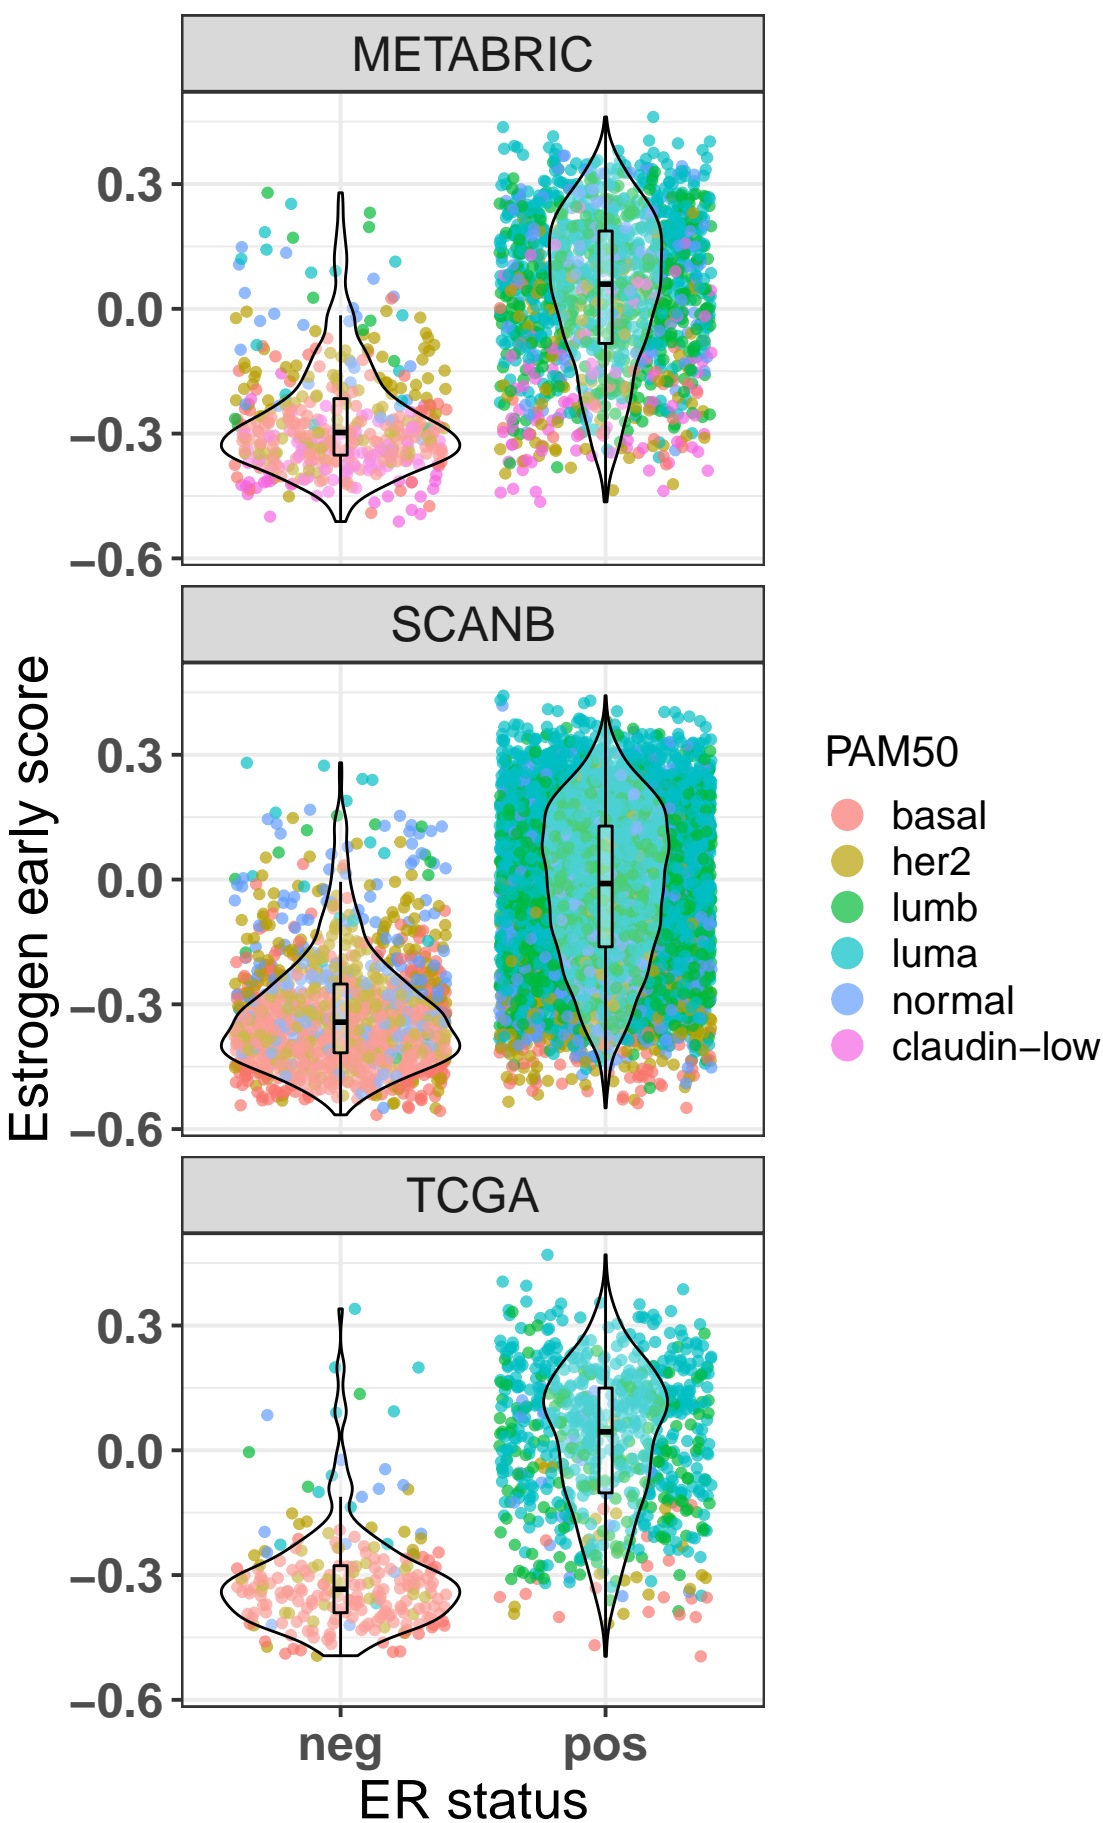 METABRIC
0.3
0.0
−0.3
−0.6
SCANB
0.3
0.0
−0.3
−0.6
TCGA
0.3
0.0
−0.3
−0.6
neg pos
ER status
Estrogen early score
PAM50
basal
her2
lumb
luma
normal
claudin−low